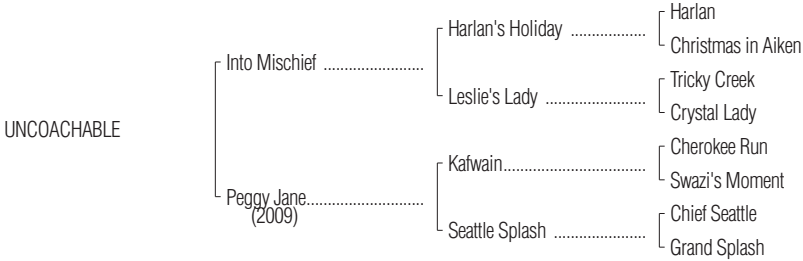 Harlan
Harlan's Holiday ..................
Christmas in Aiken
Into Mischief ........................
Tricky Creek
Leslie's Lady ........................
Crystal Lady
UNCOACHABLE
Cherokee Run
Kafwain..................................
Swazi's Moment
Peggy Jane............................
(2009)
Chief Seattle
Seattle Splash ......................
Grand Splash